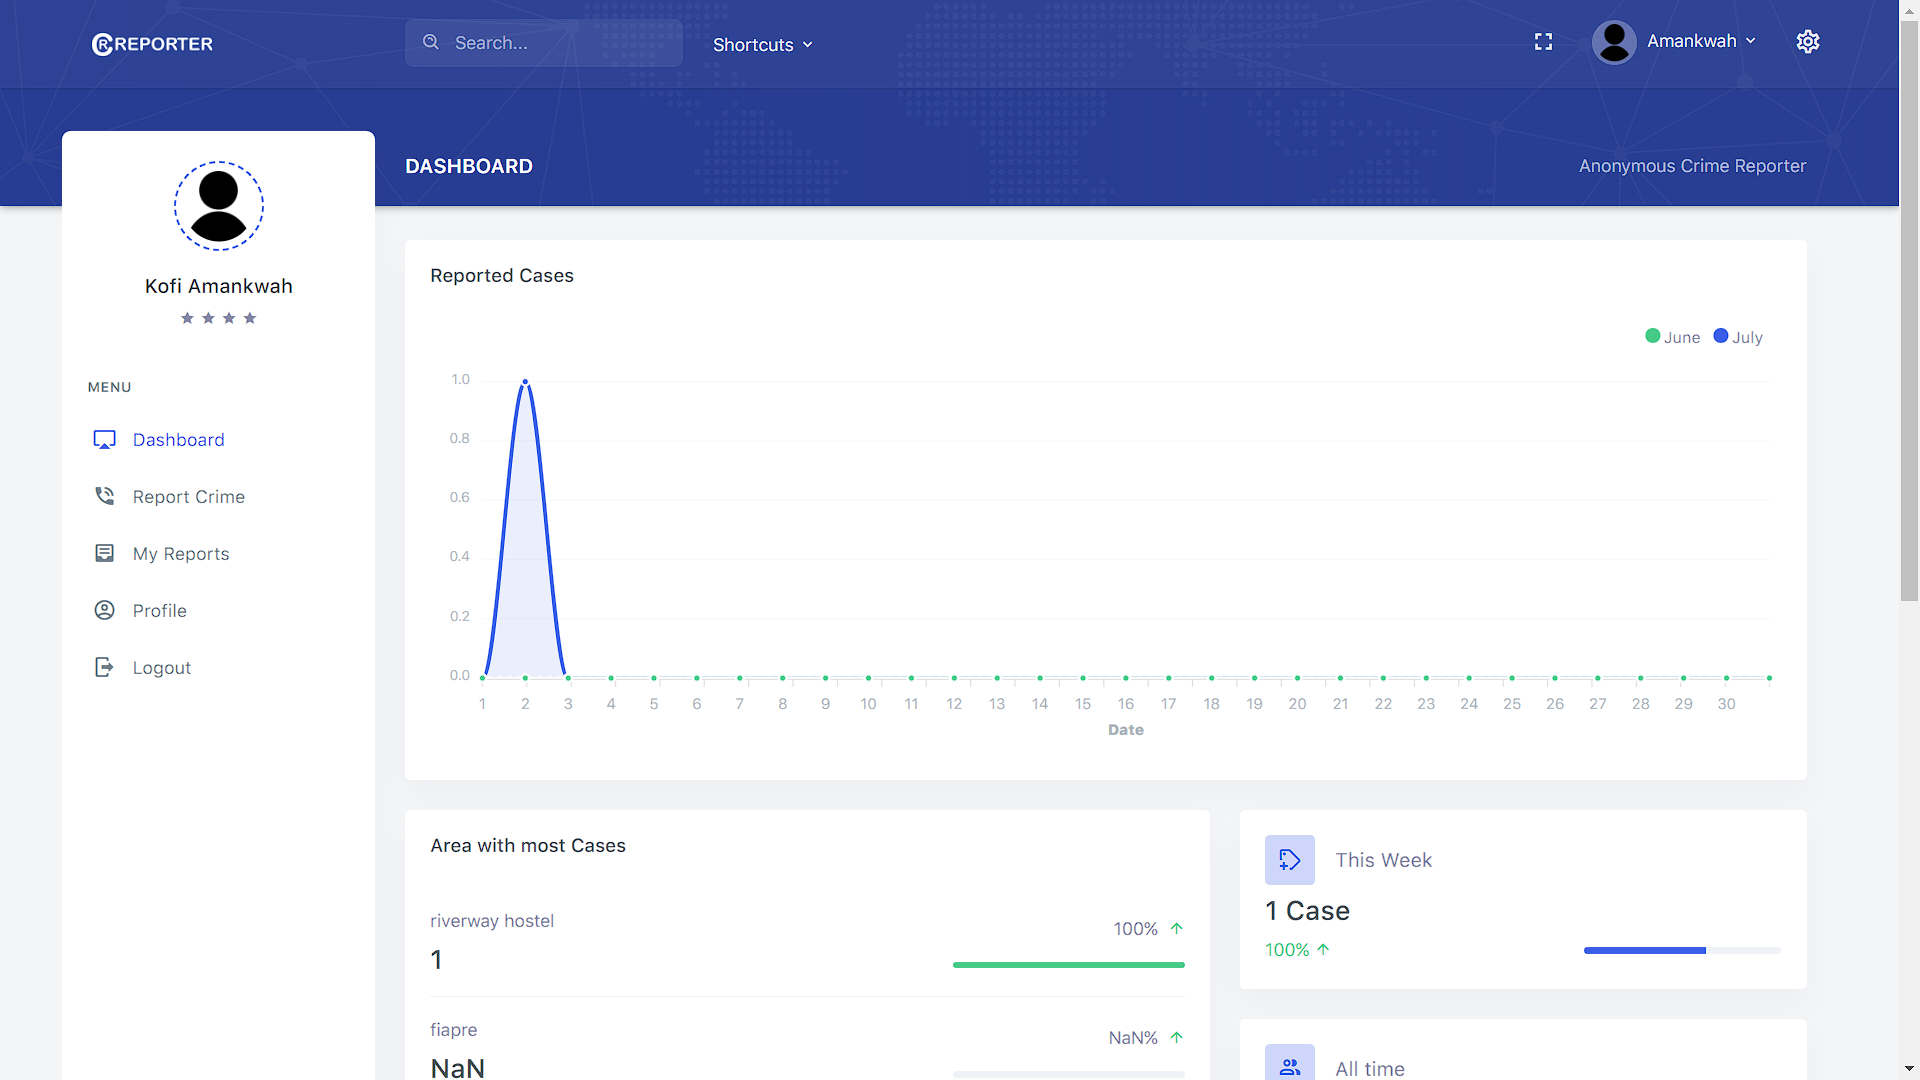 REPORTER
Search...
Shortcuts
Amankwah
DASHBOARD
Anonymous Crime Reporter
Kofi Amankwah
MENU
Dashboard
Report Crime
My Reports
Profile
Logout
Reported Cases
June July
1.0
0.8
0.6
0.4
0.2
0.0
1 2 3 4 5 6 7 8 9 10 11 12 13 14 15 16 17 18 19 20 21 22 23 24 25 26 27 28 29 30
Date
Area with most Cases
riverway hostel
100%
1
fiapre
NaN%
NaN
This Week
1 Case
100%
All time